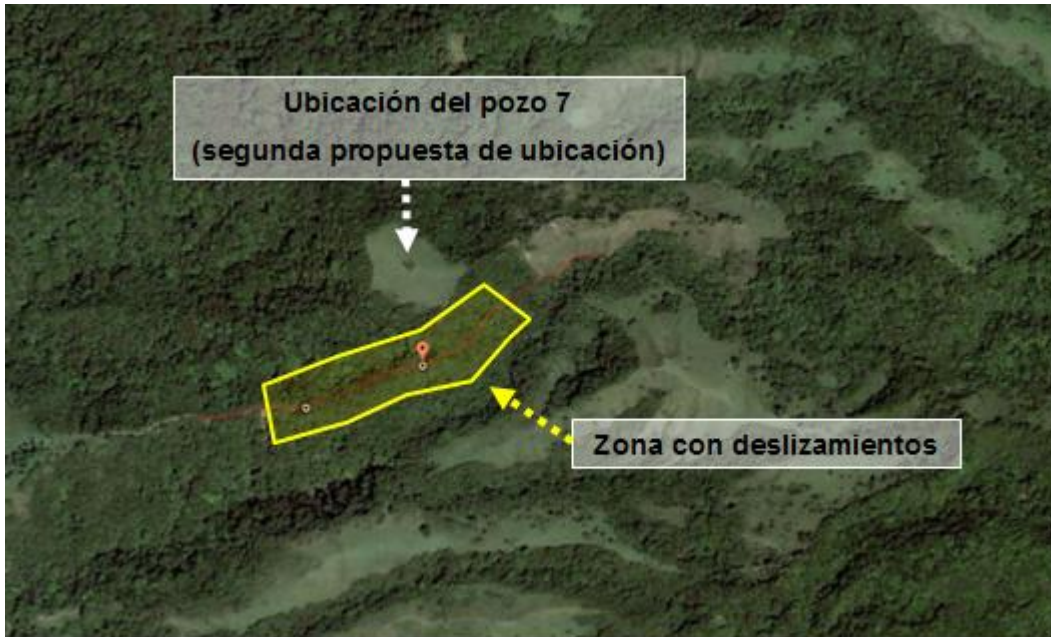 Ubicación del pozo 7
(segunda propuesta de ubicación)
Zona con deslizamientos